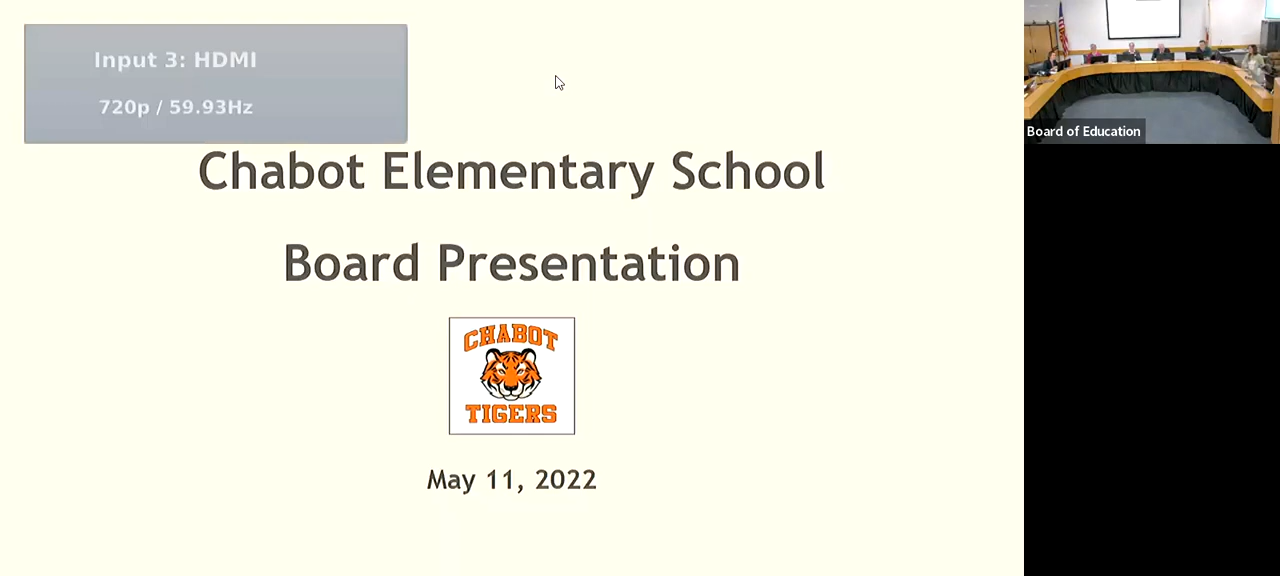 Input 3: HDMI
720p / 59.93Hz
Chabot Elementary School
Board Presentation
CHABOT
TIGERS
May 11, 2022
Board of Education